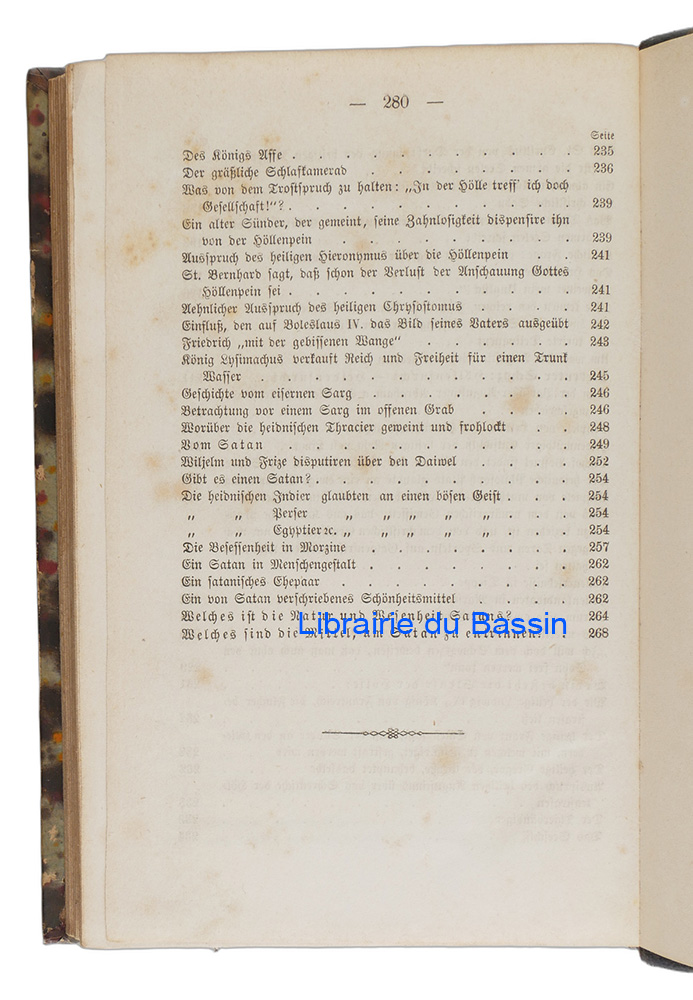 — 280 —
Seite
Des Königs Affe . . . . . . . . . . . 235
Der gräßliche Schlafkamerad . . . . . . . . 236
Was von dem Trostspruch zu halten: „In der Hölle treff' ich doch
Gesellschaft!"? . . . . . . . . . . . 239
Ein alter Sünder, der gemeint, seine Zahnlosigkeit dispensire ihn
von der Höllenpein . . . . . . . . . 239
Ausspruch des heiligen Hieronymus über die Höllenpein . . 241
St. Bernhard sagt, daß schon der Verlust der Anschauung Gottes
Höllenpein sei . . . . . . . . . . . 241
Aehnlicher Ausspruch des heiligen Chrysostomus . . . . 241
Einfluß, den auf Boleslaus IV. das Bild seines Vaters ausgeübt 242
Friedrich „mit der gebissenen Wange" . . . . . . 243
König Lysimachus verkauft Reich und Freiheit für einen Trunk
Wasser . . . . . . . . . . . . 245
Geschichte vom eisernen Sarg . . . . . . . . 246
Betrachtung vor einem Sarg im offenen Grab . . . . 246
Worüber die heidnischen Thracier geweint und frohlockt . . 248
Vom Satan . . . . . . . . . . . 249
Wiljelm und Frize disputiren über den Daiwel . . . . 252
Gibt es einen Satan? . . . . . . . . . . 254
Die heidnischen Indier glaubten an einen bösen Geist . . . 254
„ „ Perser „ „ „ „ „ . . . 254
„ „ Egyptier ꝛc. „ „ „ „ „ . . . 254
Die Besessenheit in Morzine . . . . . . . . 257
Ein Satan in Menschengestalt . . . . . . . . 262
Ein satanisches Ehepaar . . . . . . . . . 262
Ein von Satan verschriebenes Schönheitsmittel . . . . 262
Welches ist die Natur und Wesenheit Satans? . . 264
Welches sind die Mittel, um Satan zu entrinnen. . 268
Librairie du Bassin